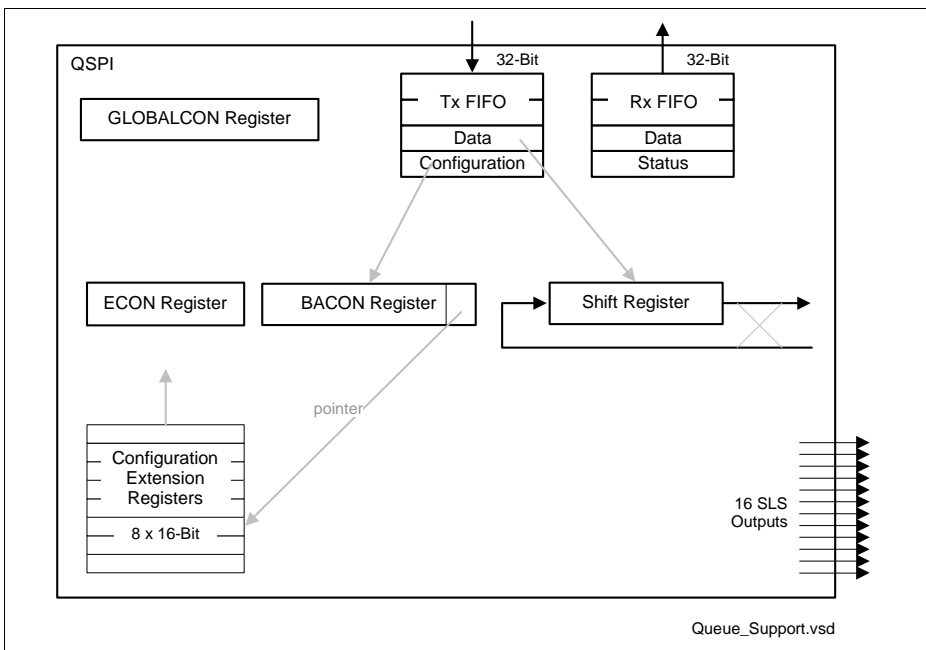 QSPI
32-Bit
32-Bit
Tx FIFO
Rx FIFO
GLOBALCON Register
Data
Data
Configuration
Status
ECON Register
BACON Register
Shift Register
pointer
Configuration
Extension
Registers
8 x 16-Bit
16 SLS
Outputs
Queue_Support.vsd